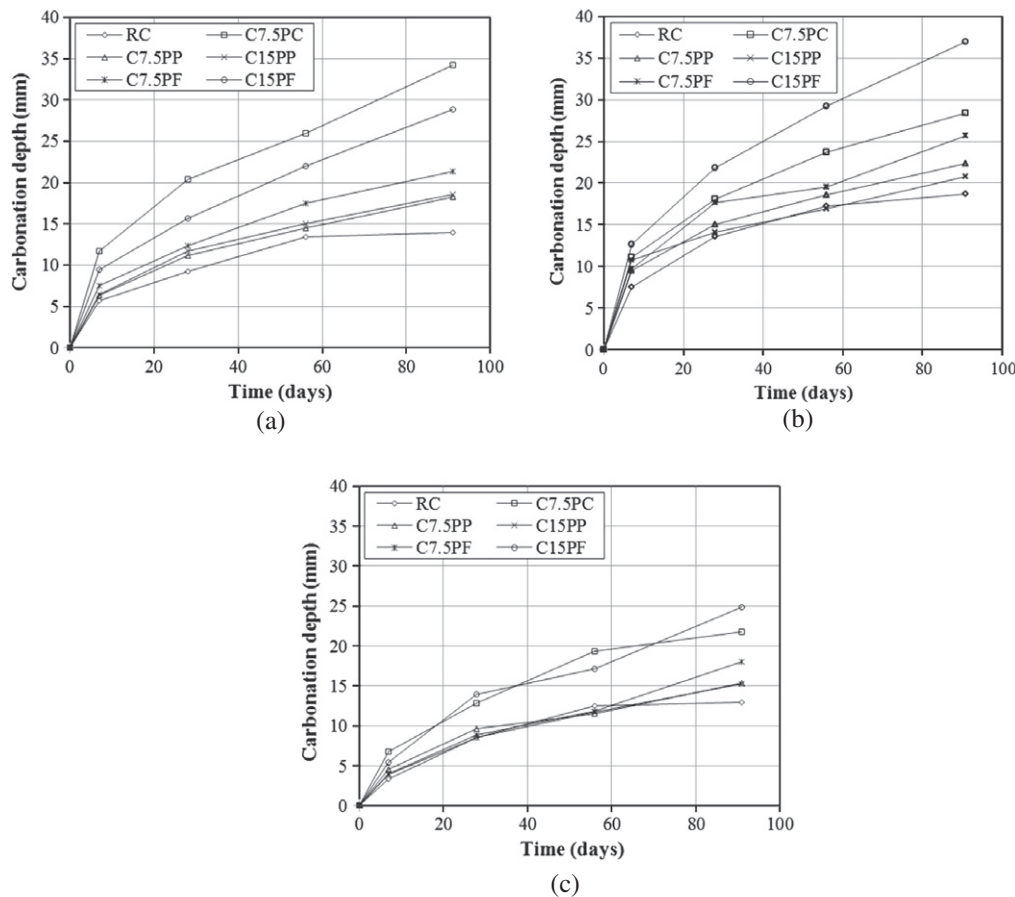 40
35
30
25
20
15
10
5
0
Carbonation depth (mm)
RC C7.5PC
C7.5PP C15PP
C7.5PF C15PF
0 20 40 60 80 100
Time (days)
(a)
40
35
30
25
20
15
10
5
0
Carbonation depth (mm)
RC C7.5PC
C7.5PP C15PP
C7.5PF C15PF
0 20 40 60 80 100
Time (days)
(b)
40
35
30
25
20
15
10
5
0
Carbonation depth (mm)
RC C7.5PC
C7.5PP C15PP
C7.5PF C15PF
0 20 40 60 80 100
Time (days)
(c)